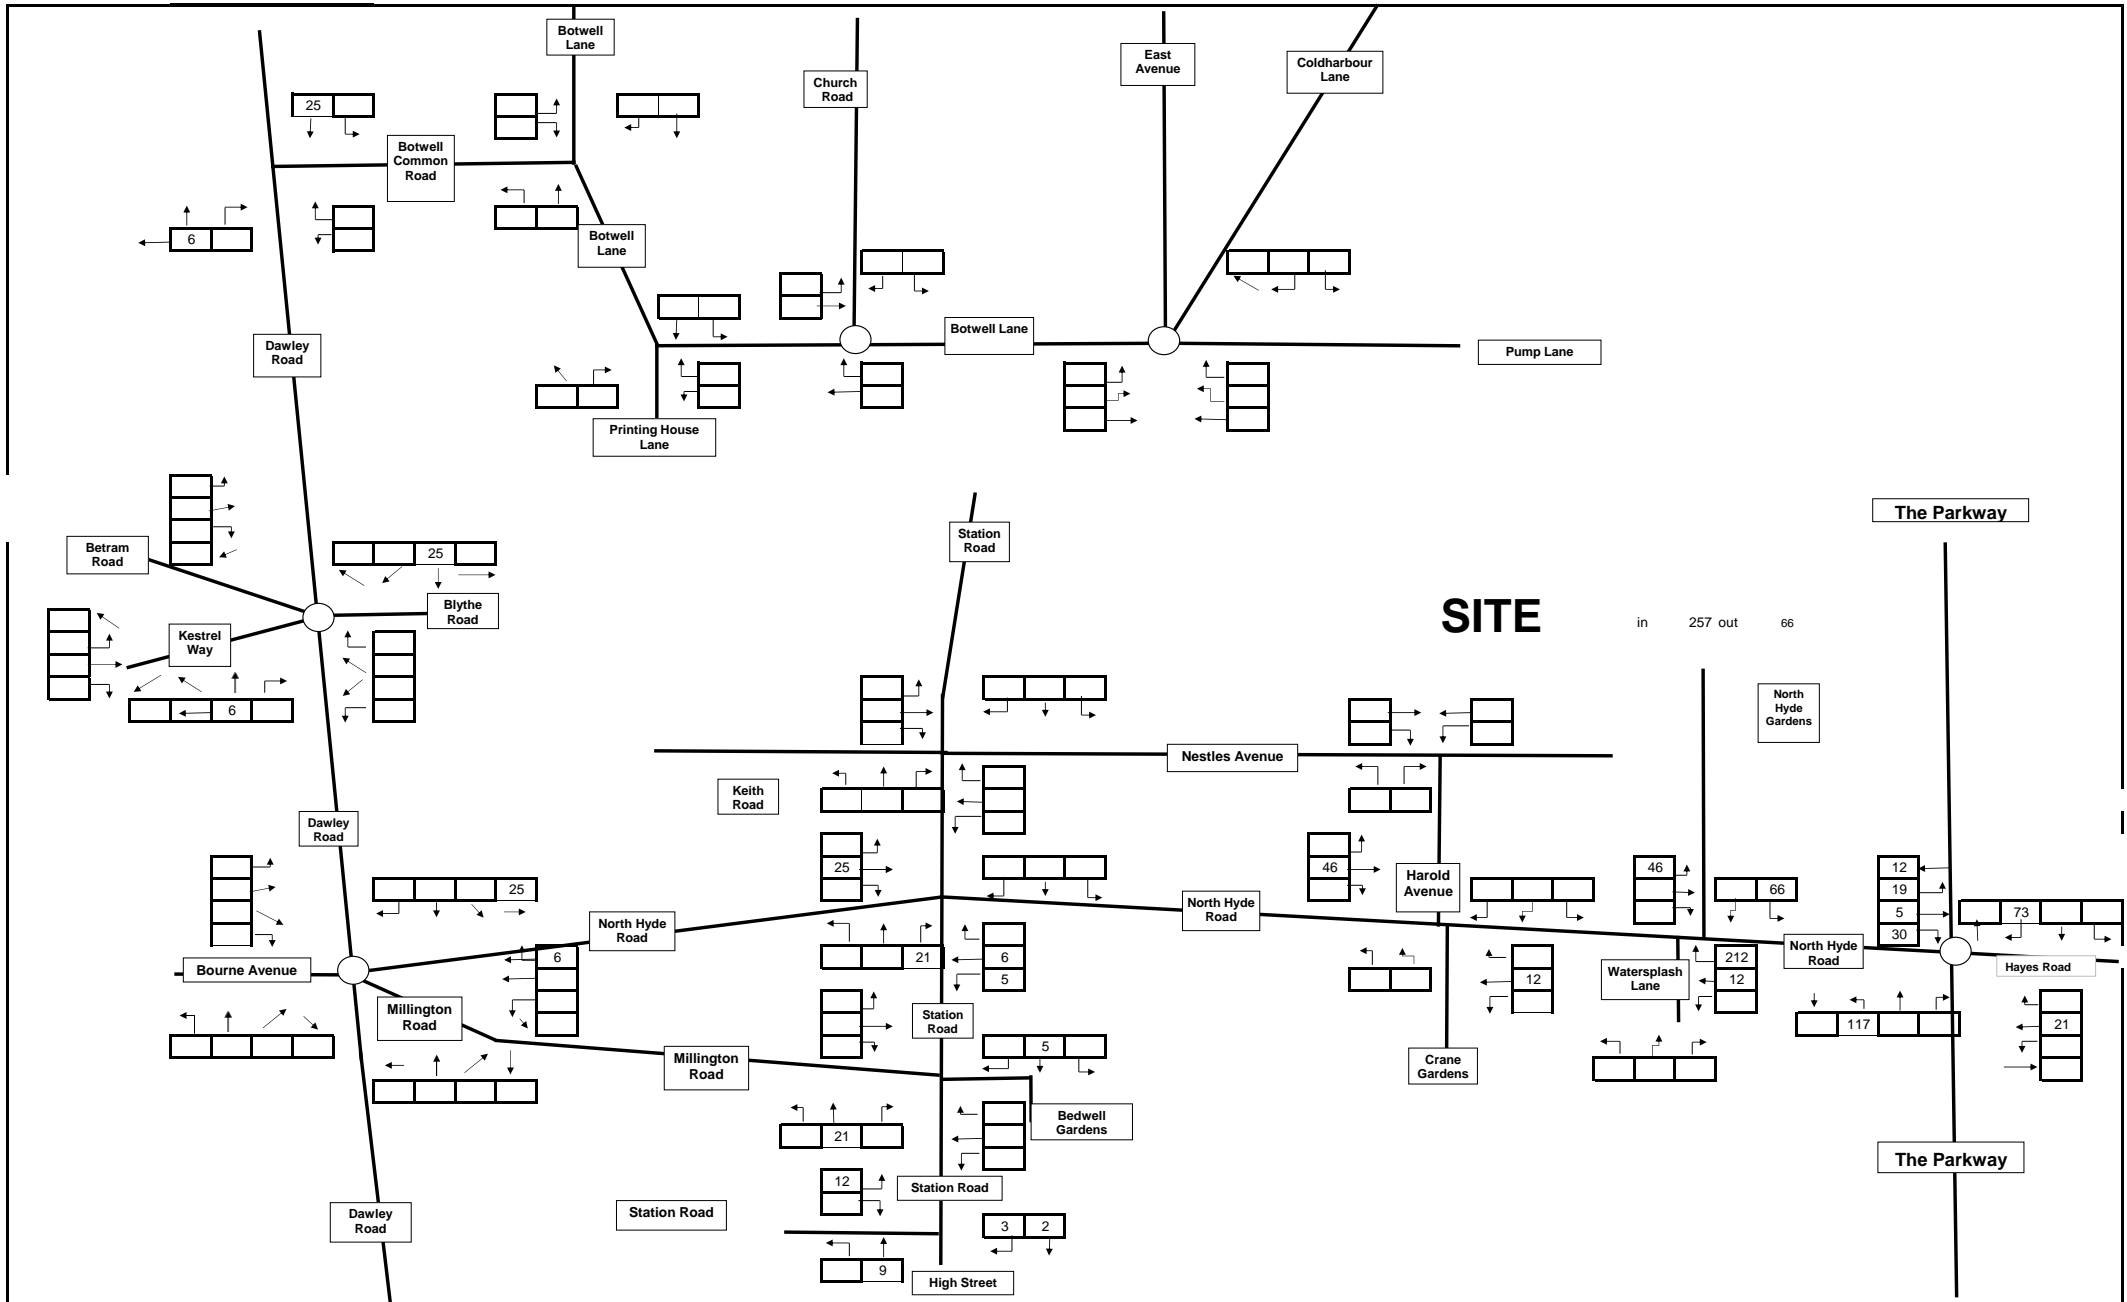 Botwell
Lane
East
Avenue
Coldharbour
Lane
Church
Road
25
Botwell
Common
Road
6
Botwell
Lane
Botwell Lane
Dawley
Road
Pump Lane
Printing House
Lane
The Parkway
Station
Road
Betram
Road
25
Blythe
Road
SITE
in 257 out 66
Kestrel
Way
6
North
Hyde
Gardens
Nestles Avenue
Keith
Road
Dawley
Road
25
46
Harold
Avenue
46
66
12
19
5
30
73
25
North Hyde
Road
North Hyde
Road
North Hyde
Road
Bourne Avenue
6
21
6
5
12
Watersplash
Lane
212
12
Hayes Road
Millington
Road
Station
Road
117
21
Millington
Road
5
Crane
Gardens
Bedwell
Gardens
21
The Parkway
12
Station Road
Station Road
Dawley
Road
3 2
9
High Street